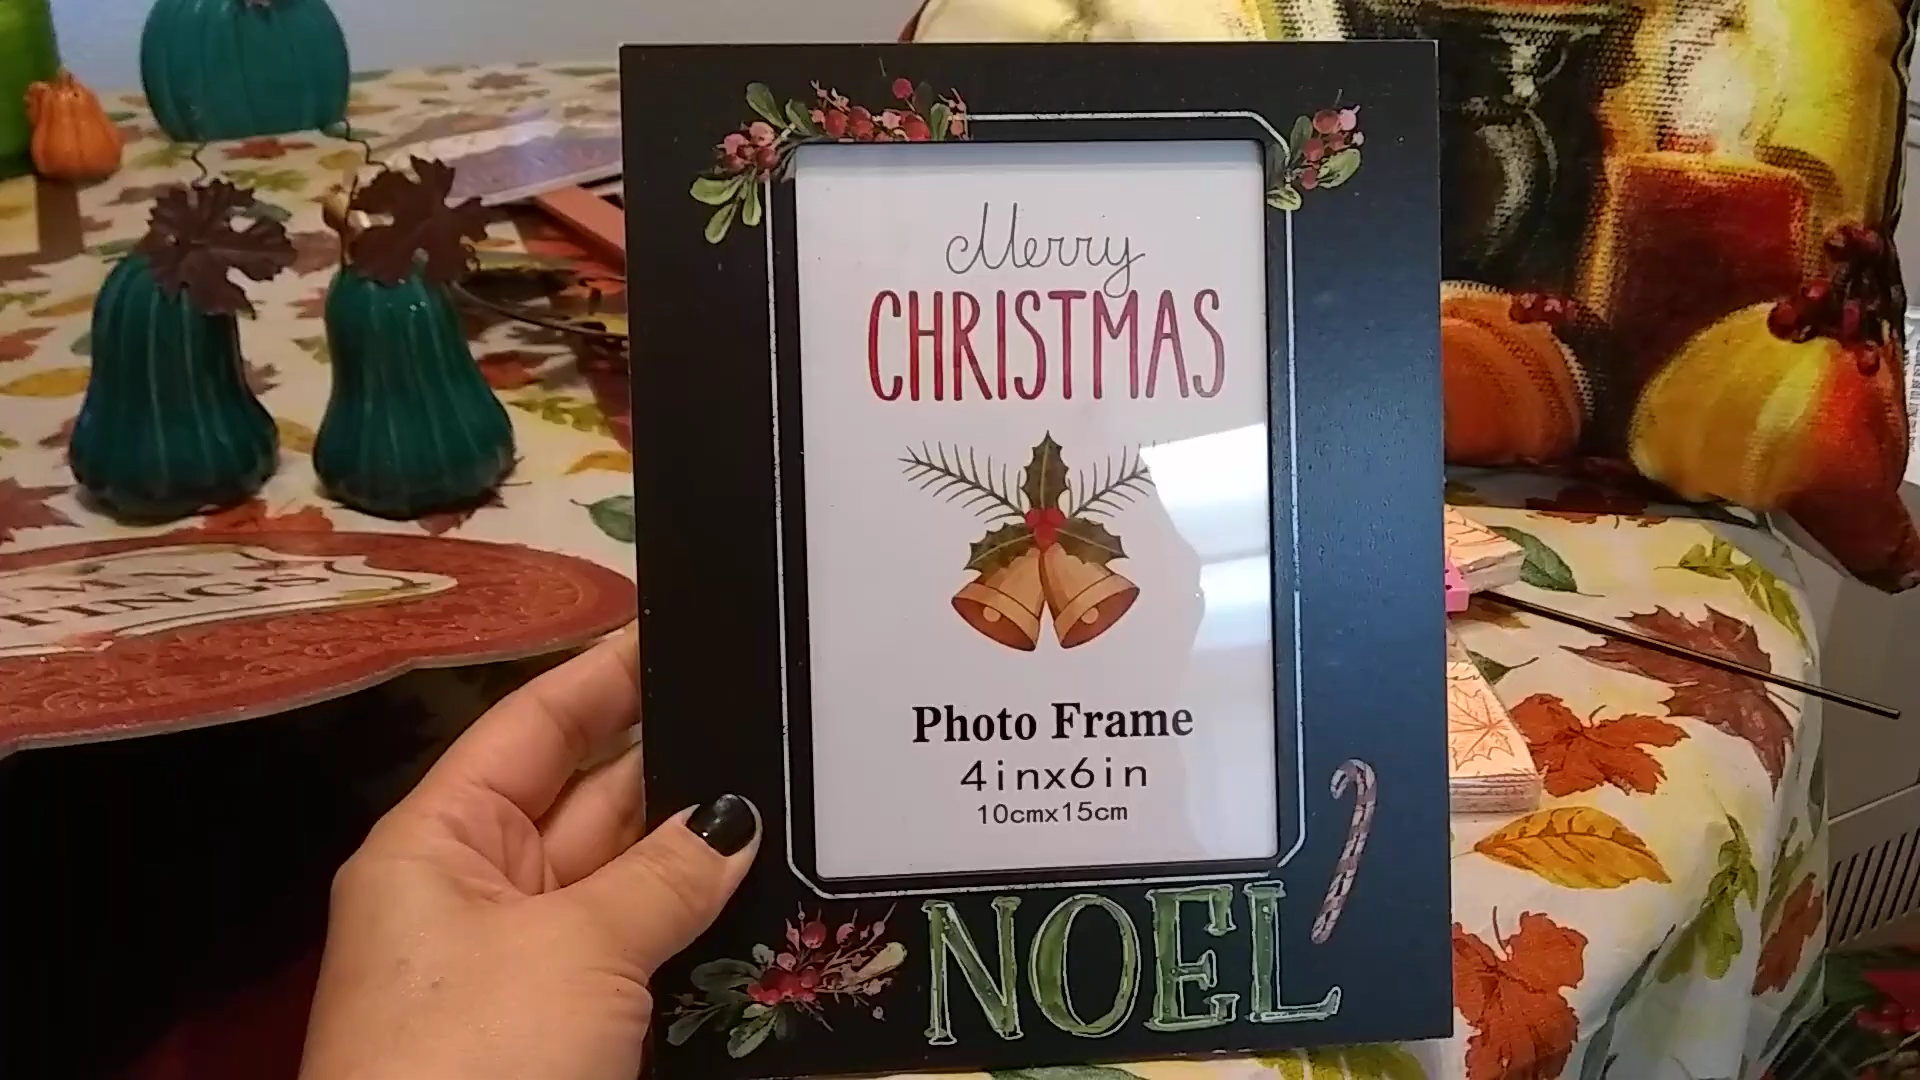 Merry
CHRISTMAS
Photo Frame
4inx6in
10cmx15cm
NOEL